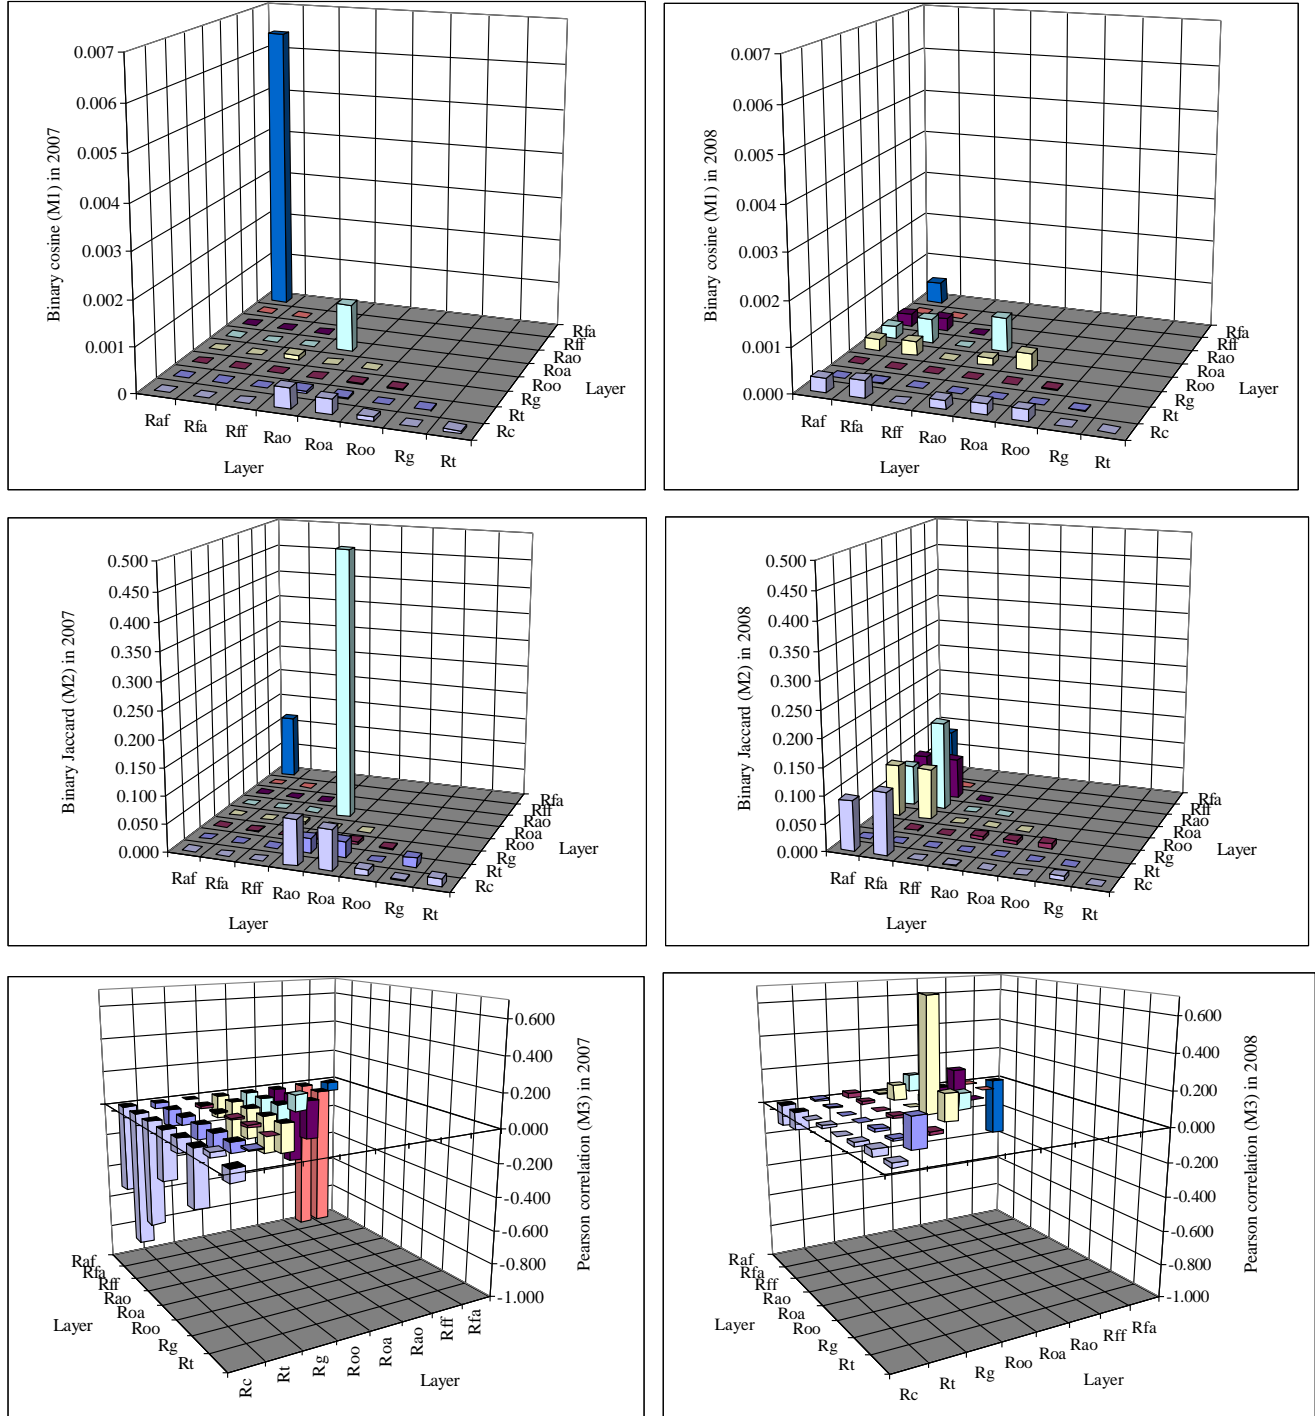 Binary cosine (M1) in 2007
0.007
0.006
0.005
0.004
0.003
0.002
0.001
0
Raf
Rfa
Rff
Rao
Roa
Roo
Rg
Rt
Layer
Rfa
Rff
Rao
Roa
Roo
Rg
Rt
Rc
Layer
Binary cosine (M1) in 2008
0.007
0.006
0.005
0.004
0.003
0.002
0.001
0.000
Raf
Rfa
Rff
Rao
Roa
Roo
Rg
Rt
Layer
Rfa
Rff
Rao
Roa
Roo
Rg
Rt
Rc
Layer
Binary Jaccard (M2) in 2007
0.500
0.450
0.400
0.350
0.300
0.250
0.200
0.150
0.100
0.050
0.000
Raf
Rfa
Rff
Rao
Roa
Roo
Rg
Rt
Layer
Rfa
Rff
Rao
Roa
Roo
Rg
Rt
Rc
Layer
Binary Jaccard (M2) in 2008
0.500
0.450
0.400
0.350
0.300
0.250
0.200
0.150
0.100
0.050
0.000
Raf
Rfa
Rff
Rao
Roa
Roo
Rg
Rt
Layer
Rfa
Rff
Rao
Roa
Roo
Rg
Rt
Rc
Layer
0.600
0.400
0.200
0.000
-0.200
-0.400
-0.600
-0.800
-1.000
Pearson correlation (M3) in 2007
Raf
Rfa
Rff
Rao
Roa
Roo
Rg
Rt
Layer
Rc
Rt
Rg
Roo
Roa
Rao
Rff
Rfa
Layer
0.600
0.400
0.200
0.000
-0.200
-0.400
-0.600
-0.800
-1.000
Pearson correlation (M3) in 2008
Raf
Rfa
Rff
Rao
Roa
Roo
Rg
Rt
Layer
Rc
Rt
Rg
Roo
Roa
Rao
Rff
Rfa
Layer